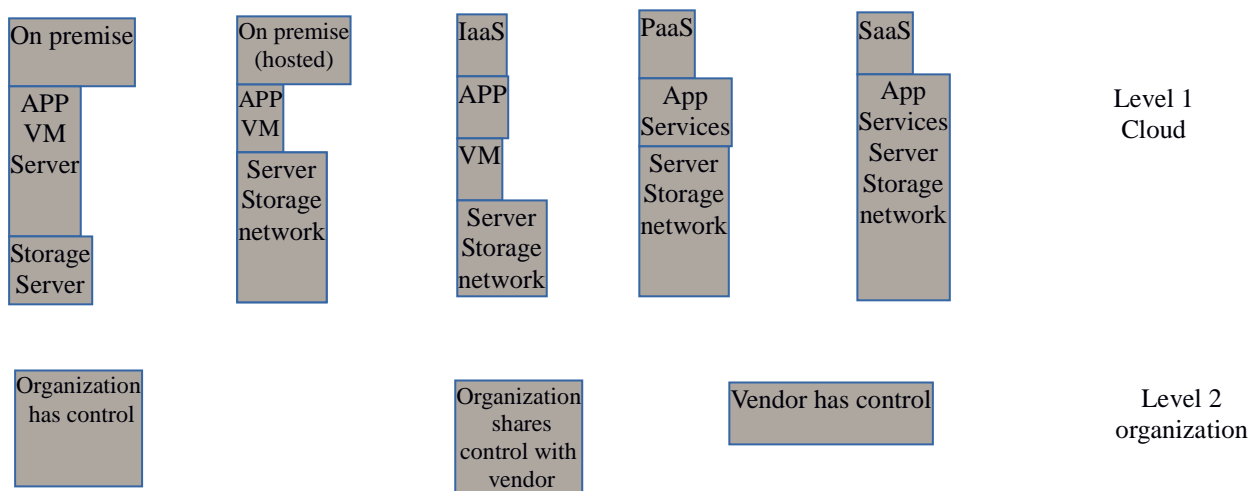 On premise
APP
VM
Server
Storage
Server
On premise
(hosted)
APP
VM
Server
Storage
network
IaaS
APP
VM
Server
Storage
network
PaaS
App
Services
Server
Storage
network
SaaS
App
Services
Server
Storage
network
Level 1
Cloud
Organization
has control
Organization
shares
control with
vendor
Vendor has control
Level 2
organization